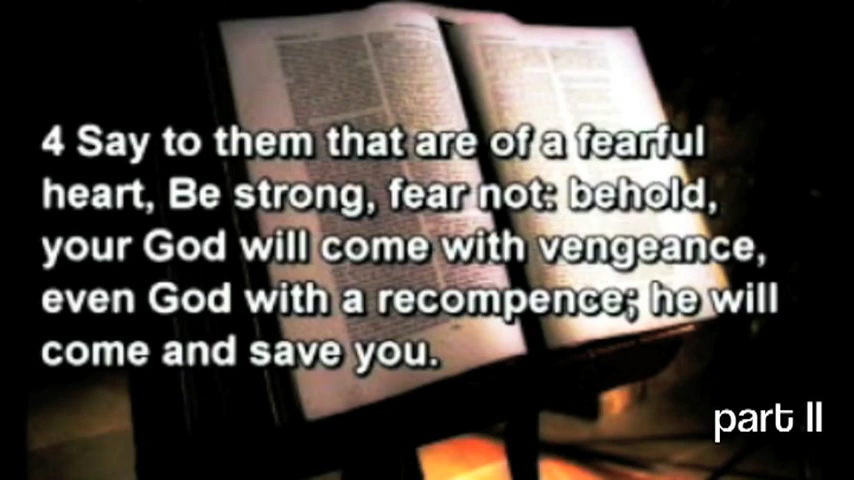 4 Say to them that are of a fearful
heart, Be strong, fear not: behold,
your God will come with vengeance,
even God with a recompence; he will
come and save you.
part II